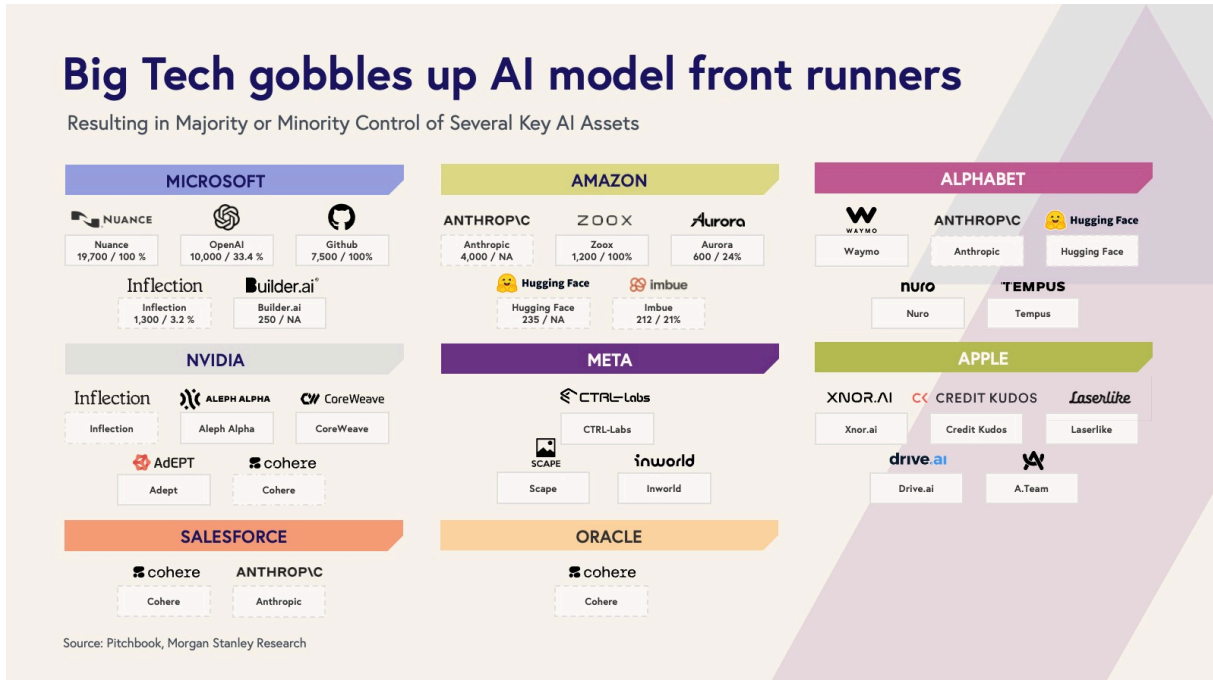 Big Tech gobbles up AI model front runners
Resulting in Majority or Minority Control of Several Key AI Assets
MICROSOFT
NUANCE
Nuance
19,700 / 100 %
OpenAI
10,000 / 33.4 %
Github
7,500 / 100%
Inflection
Inflection
1,300 / 3.2 %
Builder.ai®
Builder.ai
250 / NA
AMAZON
ANTHROP\C
Anthropic
4,000 / NA
ZOOX
Zoox
1,200 / 100%
Aurora
Aurora
600 / 24%
Hugging Face
Hugging Face
235 / NA
imbue
Imbue
212 / 21%
ALPHABET
WAYMO
Waymo
ANTHROP\C
Anthropic
Hugging Face
Hugging Face
nuro
Nuro
TEMPUS
Tempus
NVIDIA
Inflection
Inflection
ALEPH ALPHA
Aleph Alpha
CoreWeave
CoreWeave
AdEPT
Adept
cohere
Cohere
META
CTRL-Labs
CTRL-Labs
SCAPE
Scape
inworld
Inworld
APPLE
XNOR.AI
Xnor.ai
CK CREDIT KUDOS
Credit Kudos
Laserlike
Laserlike
drive.ai
Drive.ai
A.Team
SALESFORCE
cohere
Cohere
ANTHROP\C
Anthropic
ORACLE
cohere
Cohere
Source: Pitchbook, Morgan Stanley Research